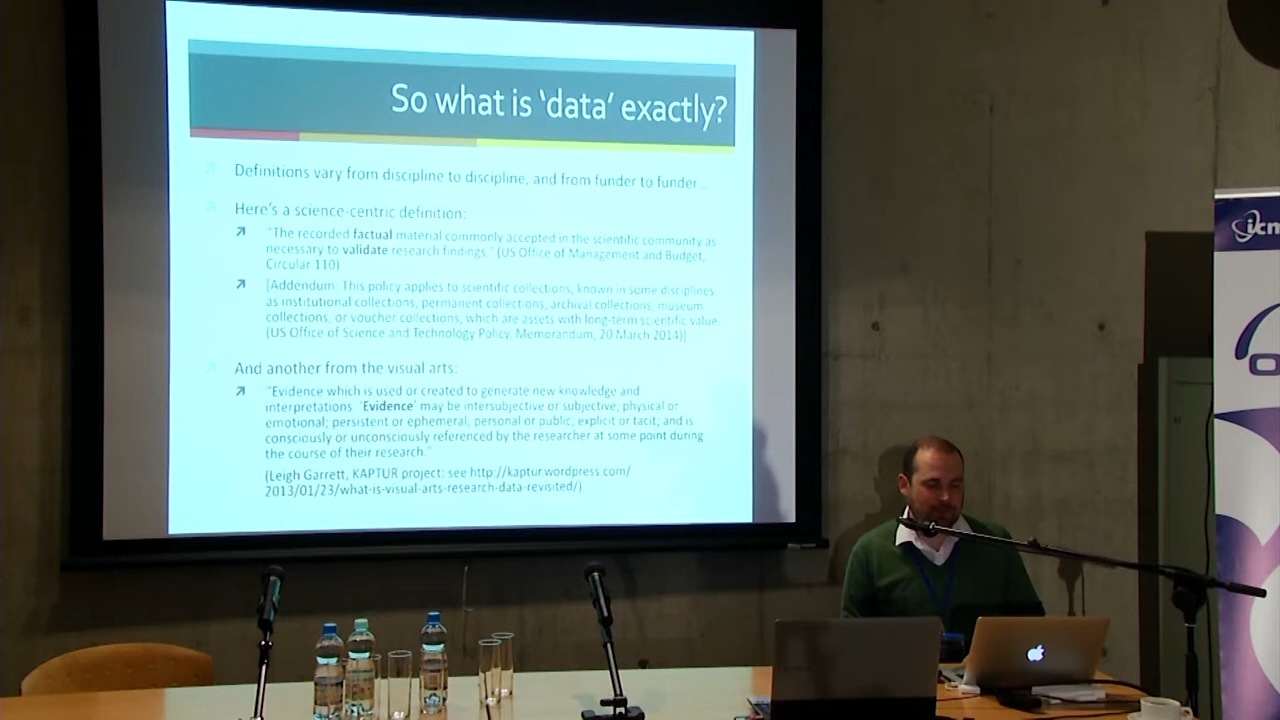 So what is 'data' exactly?
Definitions vary from discipline to discipline, and from funder to funder...
Here's a science-centric definition:
"The recorded factual material commonly accepted in the scientific community as
necessary to validate research findings." (US Office of Management and Budget,
Circular 110)
[Addendum: This policy applies to scientific collections, known in some disciplines
as institutional collections, permanent collections, archival collections, museum
collections, or voucher collections, which are assets with long-term scientific value.
(US Office of Science and Technology Policy, Memorandum, 20 March 2014)]
And another from the visual arts:
"Evidence which is used or created to generate new knowledge and
interpretations. 'Evidence' may be intersubjective or subjective; physical or
emotional; persistent or ephemeral; personal or public; explicit or tacit; and is
consciously or unconsciously referenced by the researcher at some point during
the course of their research."
(Leigh Garrett, KAPTUR project: see http://kaptur.wordpress.com/
2013/01/23/what-is-visual-arts-research-data-revisited/)
icm